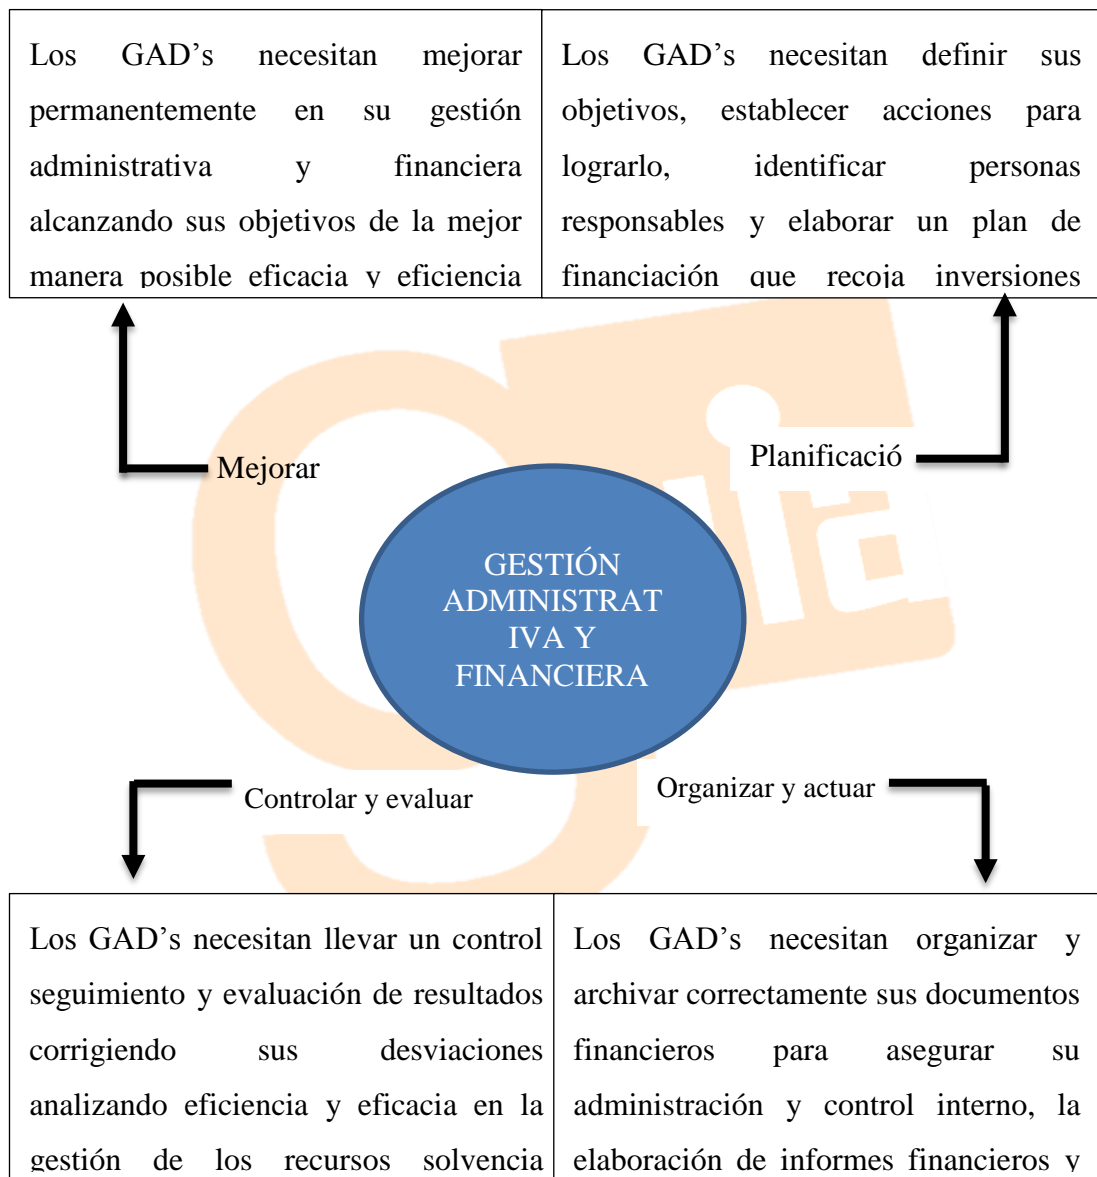 Los GAD’s necesitan mejorar
permanentemente en su gestión
administrativa y financiera
alcanzando sus objetivos de la mejor
manera posible eficacia y eficiencia
Los GAD’s necesitan definir sus
objetivos, establecer acciones para
lograrlo, identificar personas
responsables y elaborar un plan de
financiación que recoja inversiones
Mejorar
Planificació
GESTIÓN
ADMINISTRAT
IVA Y
FINANCIERA
Controlar y evaluar
Organizar y actuar
Los GAD’s necesitan llevar un control
seguimiento y evaluación de resultados
corrigiendo sus desviaciones
analizando eficiencia y eficacia en la
gestión de los recursos solvencia
Los GAD’s necesitan organizar y
archivar correctamente sus documentos
financieros para asegurar su
administración y control interno, la
elaboración de informes financieros y